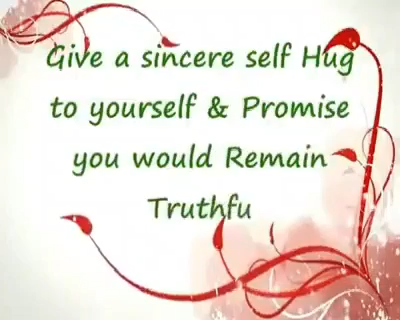 Give a sincere self Hug
to yourself & Promise
you would Remain
Truthfu